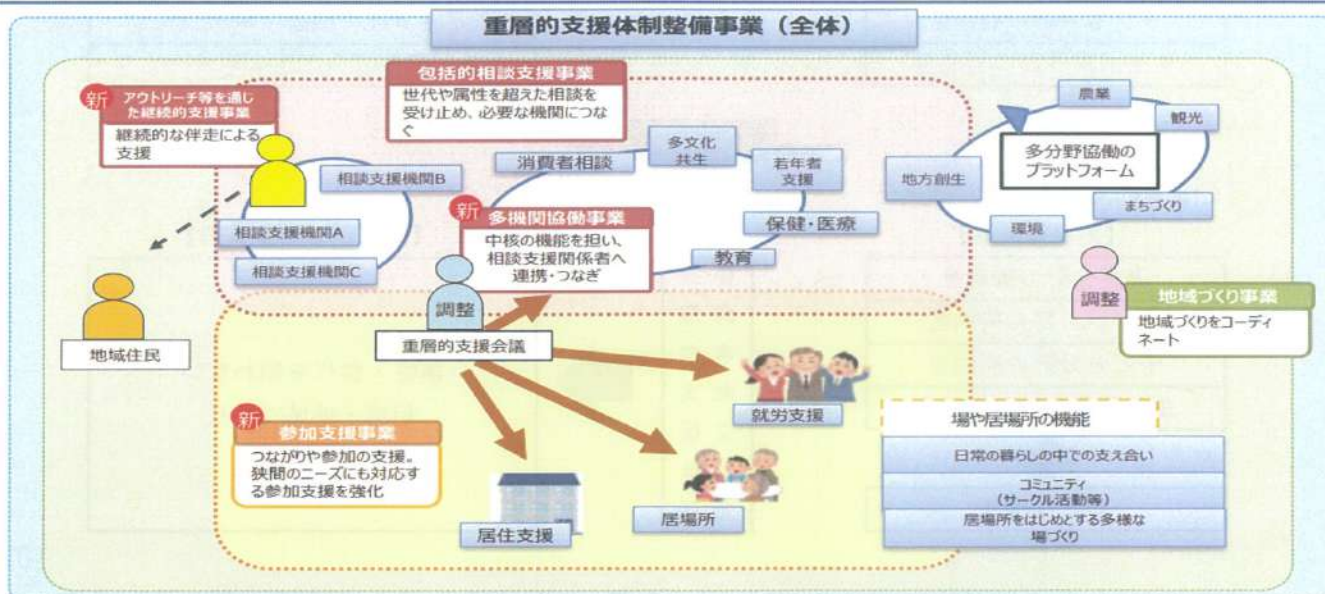 重層的支援体制整備事業（全体）
新
アウトリーチ等を通じ
た継続的支援事業
継続的な伴走による
支援
包括的相談支援事業
世代や属性を超えた相談を
受け止め、必要な機関につな
ぐ
相談支援機関B
相談支援機関A
相談支援機関C
消費者相談
多文化
共生
若年者
支援
保健・医療
教育
新
多機関協働事業
中核の機能を担い、
相談支援関係者へ
連携・つなぎ
農業
観光
地方創生
多分野協働の
プラットフォーム
まちづくり
環境
調整
地域づくり事業
地域づくりをコーディ
ネート
地域住民
調整
重層的支援会議
新
参加支援事業
つながりや参加の支援。
狭間のニーズにも対応す
る参加支援を強化
就労支援
居場所
居住支援
場や居場所の機能
日常の暮らしの中での支え合い
コミュニティ
（サークル活動等）
居場所をはじめとする多様な
場づくり